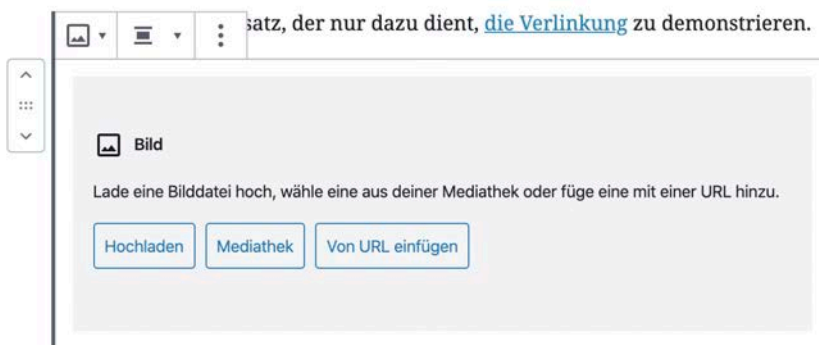 satz, der nur dazu dient, die Verlinkung zu demonstrieren.
Bild
Lade eine Bilddatei hoch, wähle eine aus deiner Mediathek oder füge eine mit einer URL hinzu.
Hochladen Mediathek Von URL einfügen